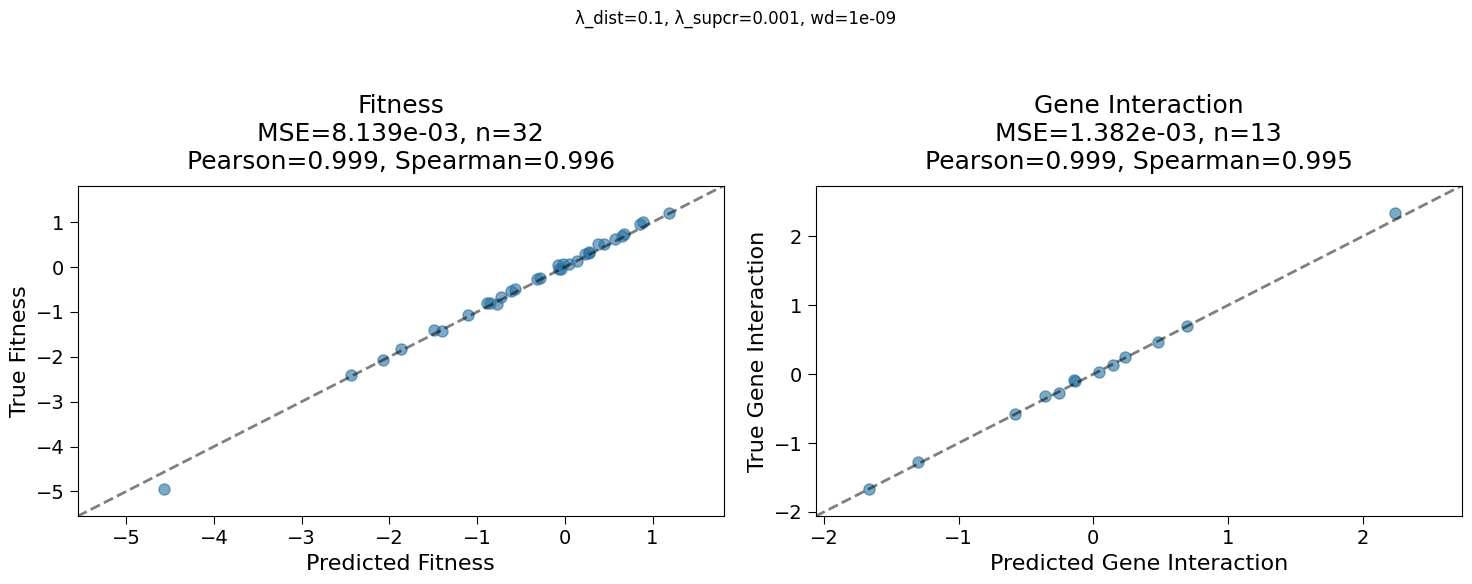 λ_dist=0.1, λ_supcr=0.001, wd=1e-09
Fitness
MSE=8.139e-03, n=32
Pearson=0.999, Spearman=0.996
1
0
−1
−2
−3
−4
−5
True Fitness
−5
−4
−3
−2
−1
0
1
Predicted Fitness
Gene Interaction
MSE=1.382e-03, n=13
Pearson=0.999, Spearman=0.995
2
1
0
−1
−2
True Gene Interaction
−2
−1
0
1
2
Predicted Gene Interaction